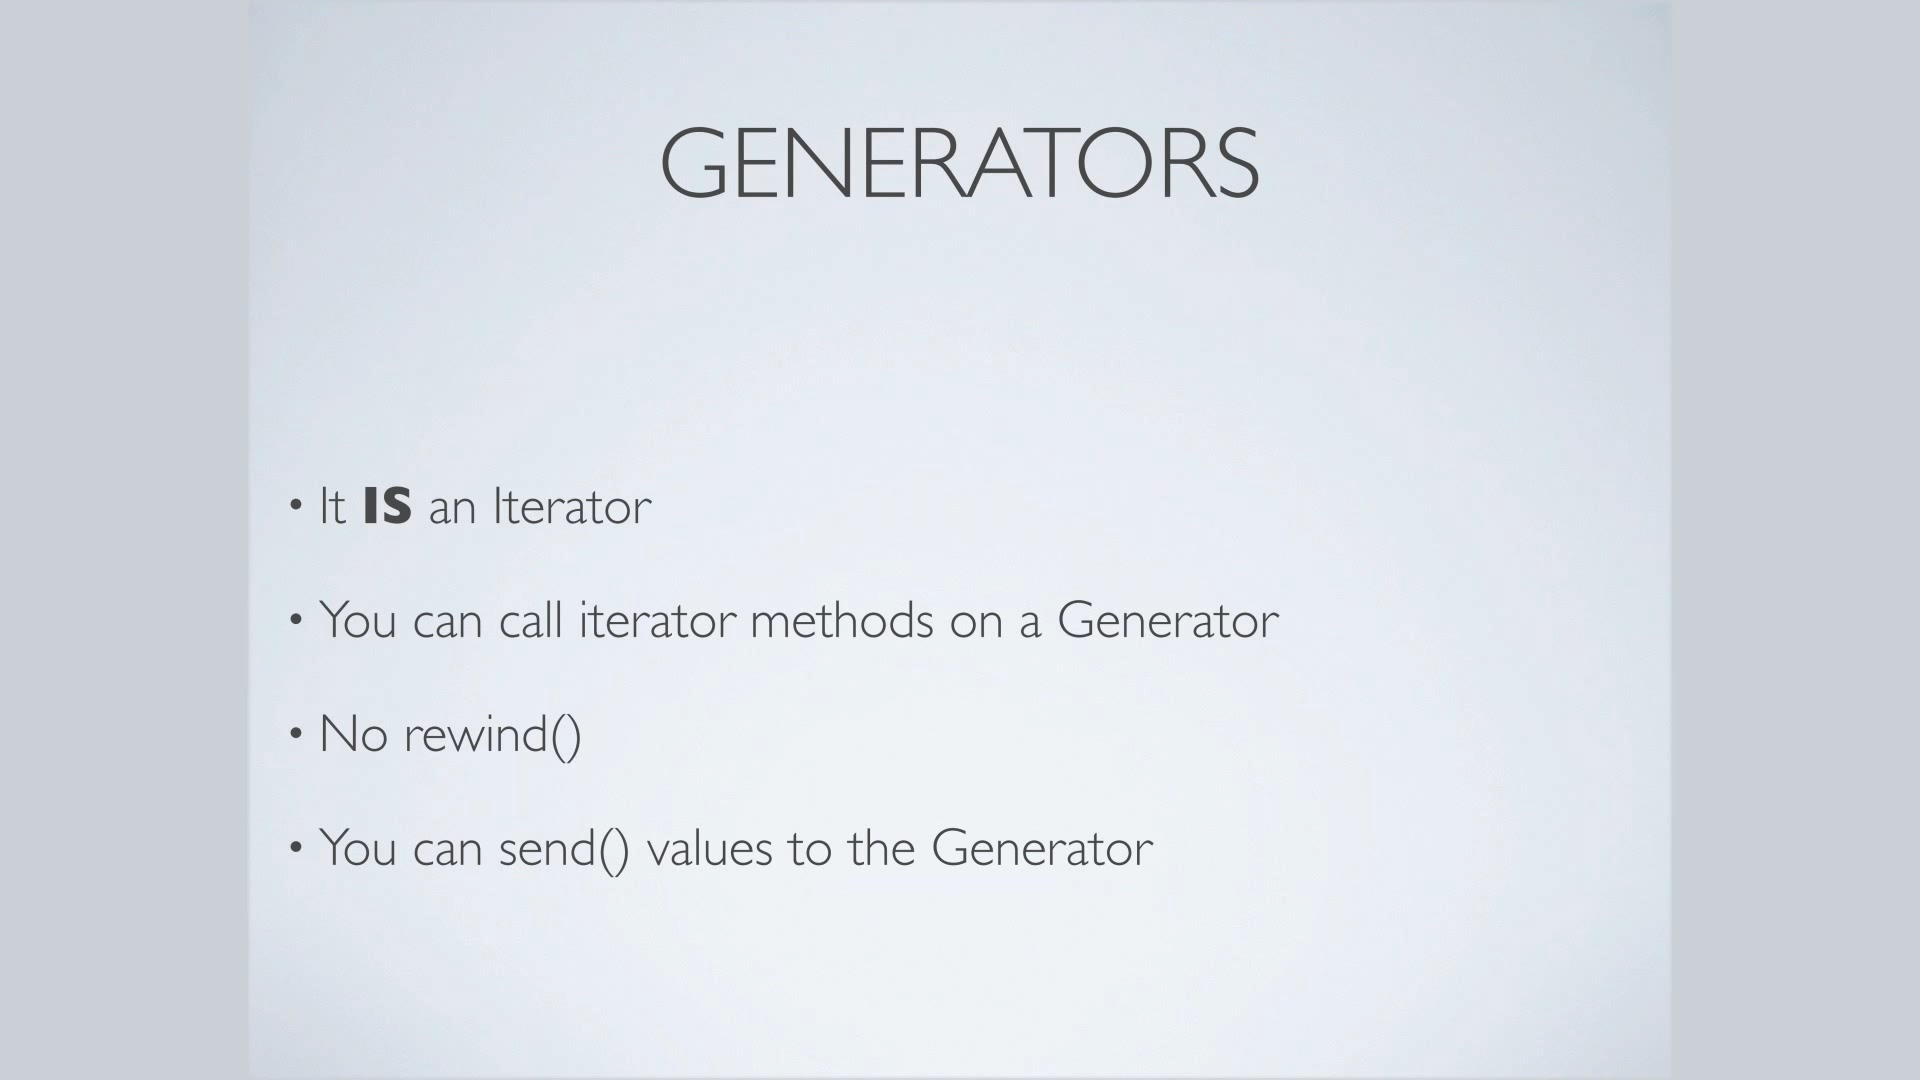 GENERATORS
• It IS an Iterator
• You can call iterator methods on a Generator
• No rewind()
• You can send() values to the Generator